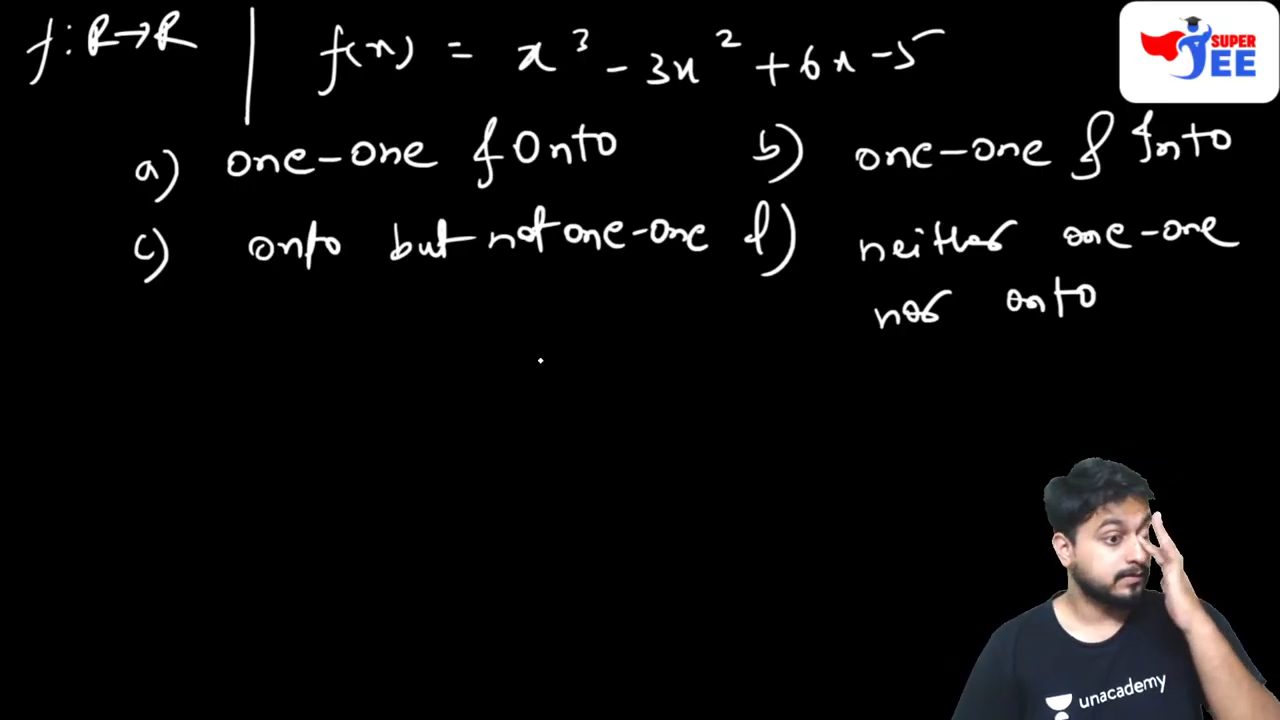 f : R→R | f(x) = x³ - 3x² + 6x - 5
SUPER
JEE
a) one-one & Onto b) one-one & Into
c) onto but not one-one d) neither one-one
nor onto
unacademy